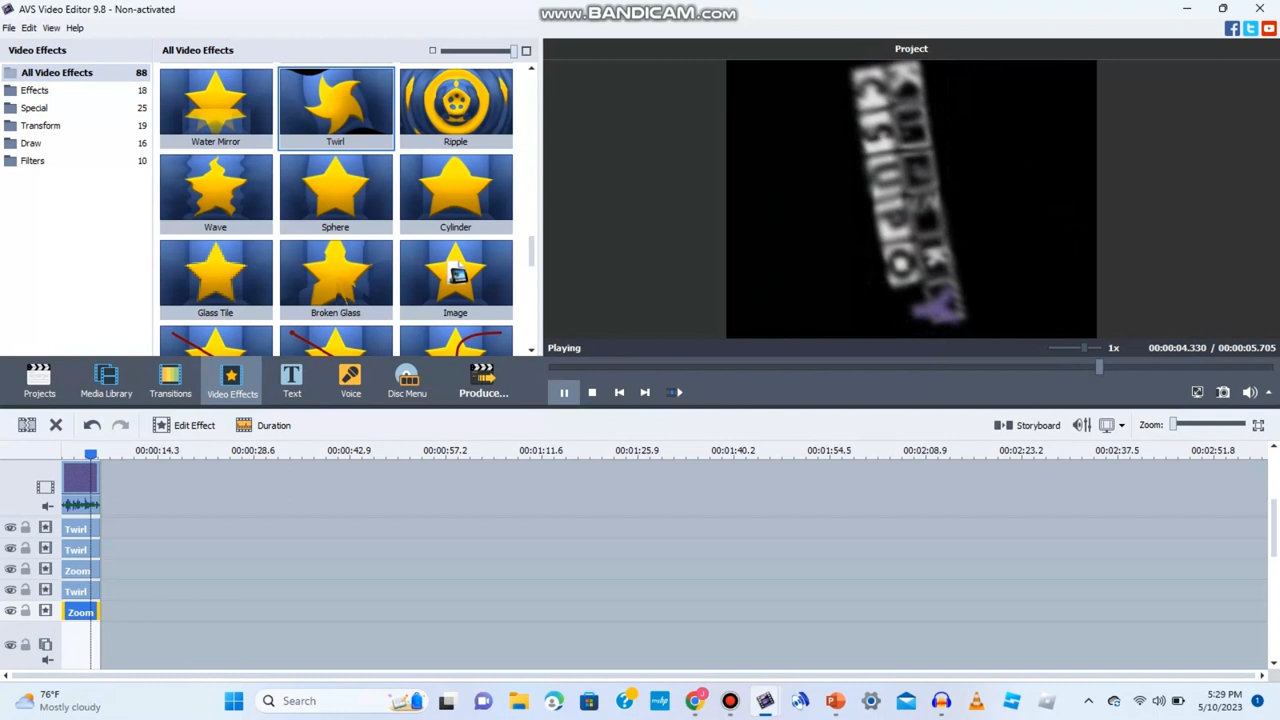 AVS Video Editor 9.8 - Non-activated
WWW.BANDICAM.COM
File Edit View Help
Video Effects
All Video Effects
Project
All Video Effects 88
Effects 18
Special 25
Transform 19
Draw 16
Filters 10
Water Mirror
Twirl
Ripple
Wave
Sphere
Cylinder
Glass Tile
Broken Glass
Image
Playing
1x
00:00:04.330 / 00:00:05.705
Projects
Media Library
Transitions
Video Effects
Text
Voice
Disc Menu
Produce...
Edit Effect
Duration
Storyboard
Zoom:
00:00:14.3
00:00:28.6
00:00:42.9
00:00:57.2
00:01:11.6
00:01:25.9
00:01:40.2
00:01:54.5
00:02:08.9
00:02:23.2
00:02:37.5
00:02:51.8
Twirl
Twirl
Zoom
Twirl
Zoom
76°F
Mostly cloudy
Search
5:29 PM
5/10/2023
1